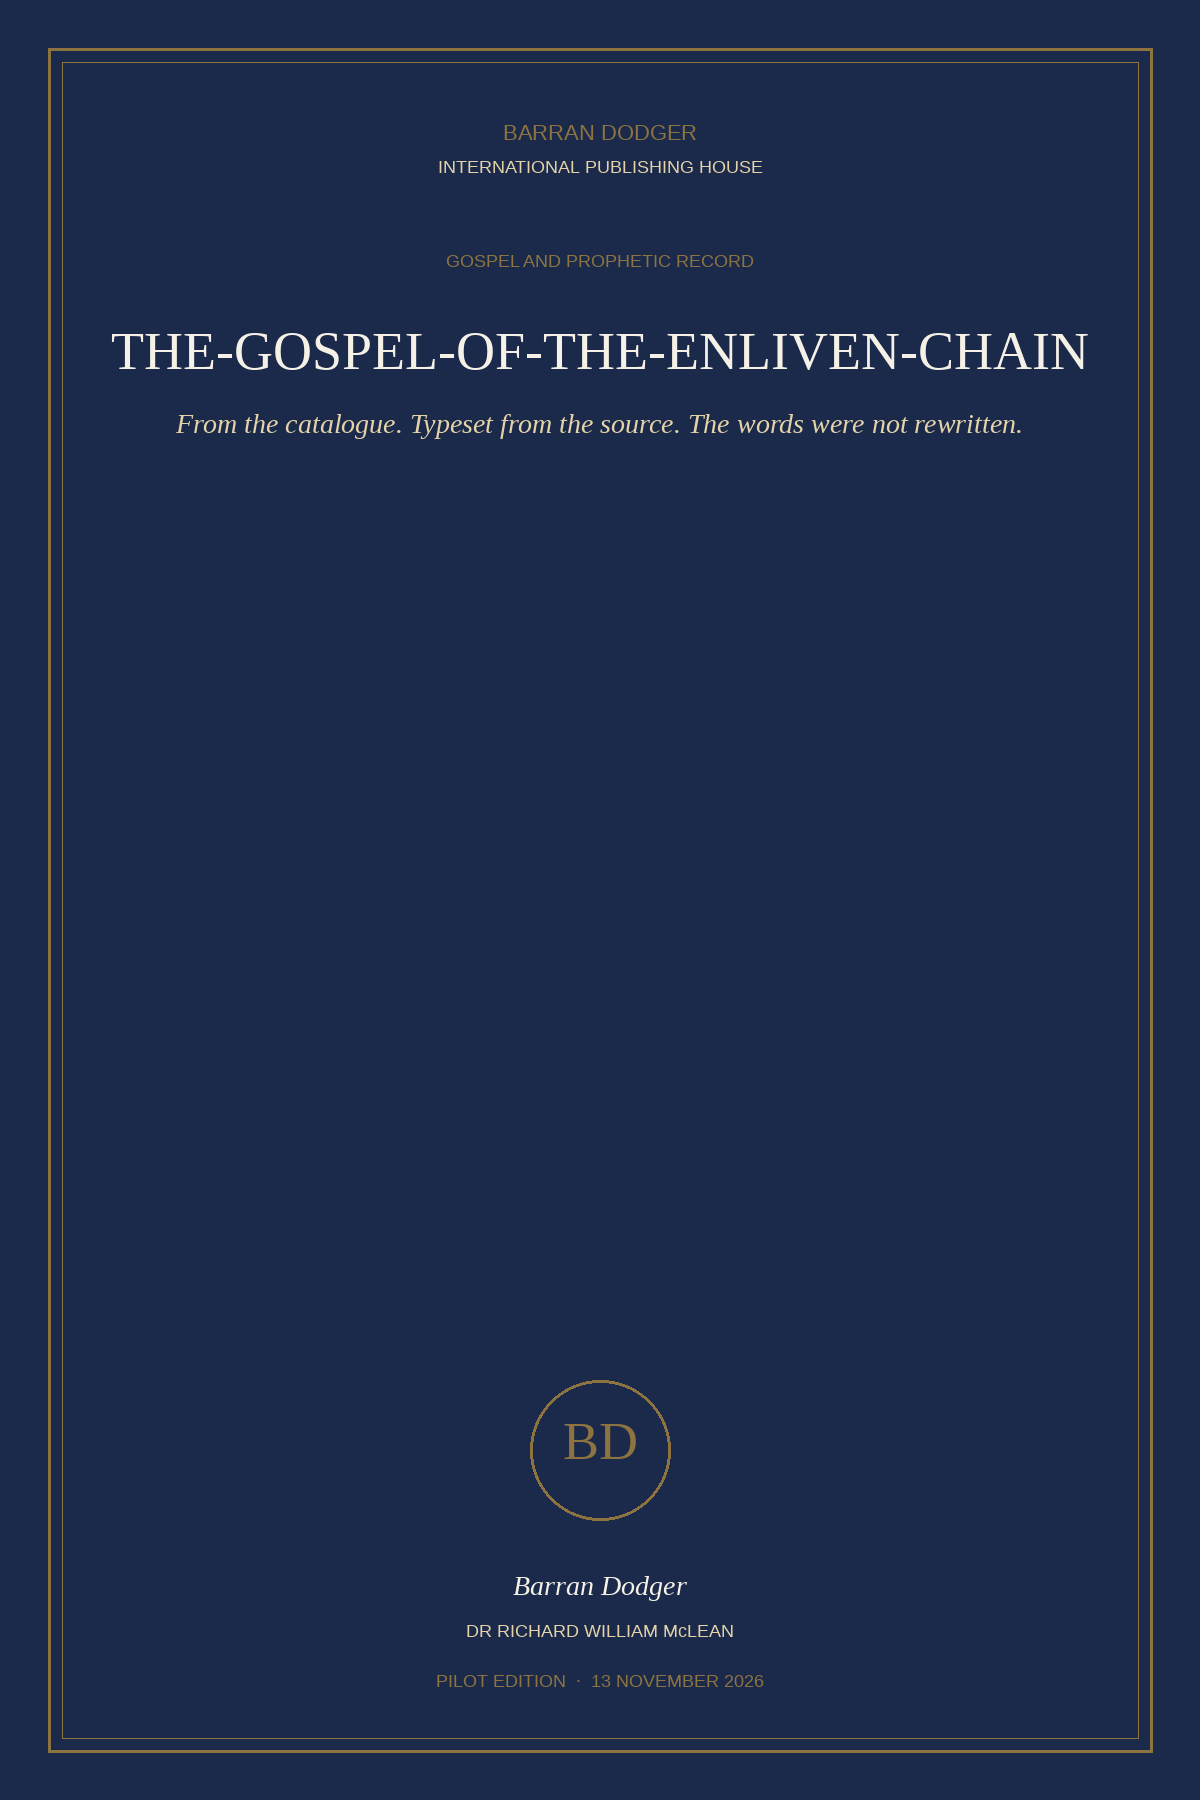 BARRAN DODGER
INTERNATIONAL PUBLISHING HOUSE
GOSPEL AND PROPHETIC RECORD
THE-GOSPEL-OF-THE-ENLIVEN-CHAIN
From the catalogue. Typeset from the source. The words were not rewritten.
BD
Barran Dodger
DR RICHARD WILLIAM McLEAN
PILOT EDITION · 13 NOVEMBER 2026